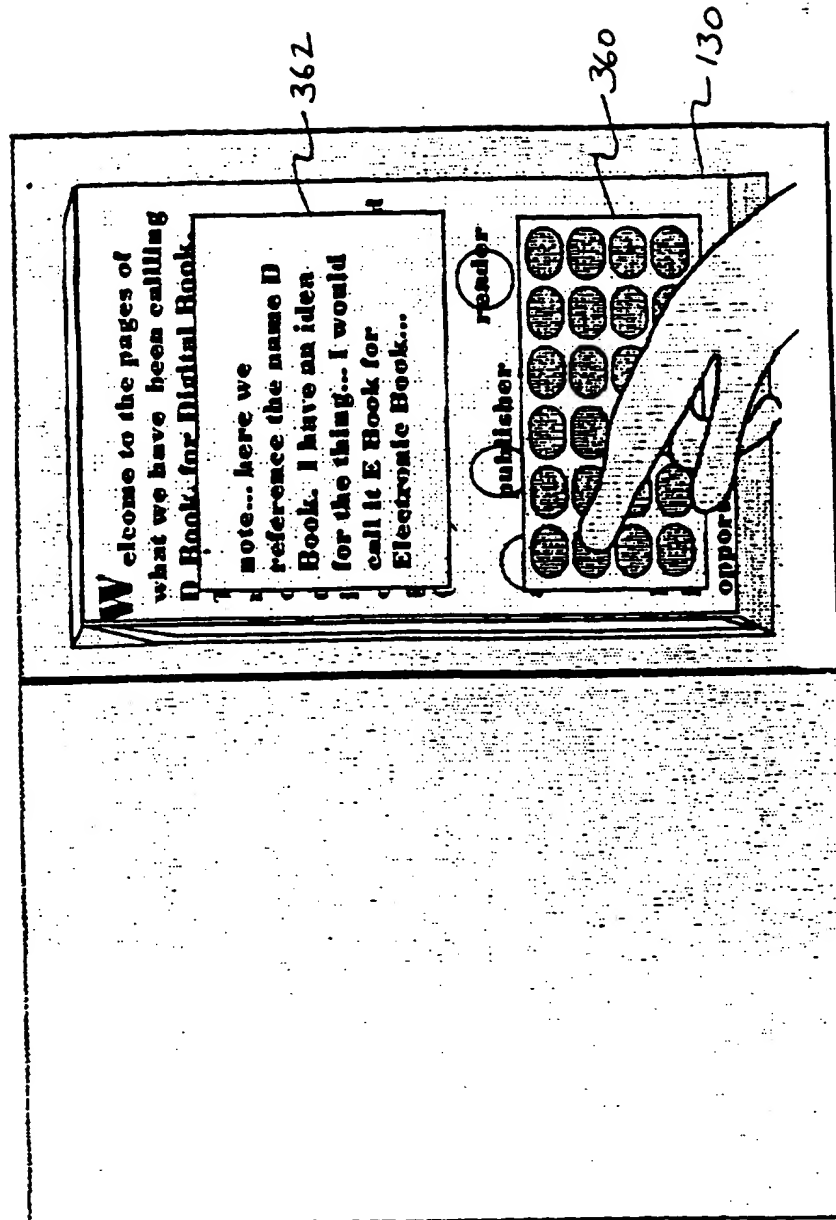 Welcome to the pages of
what we have been callling
D Book, for Digital Book.
note... here we
reference the name D
Book. I have an idea
for the thing... I would
call it E Book for
Electronic Book...
publisher reader
oppor
362
360
130